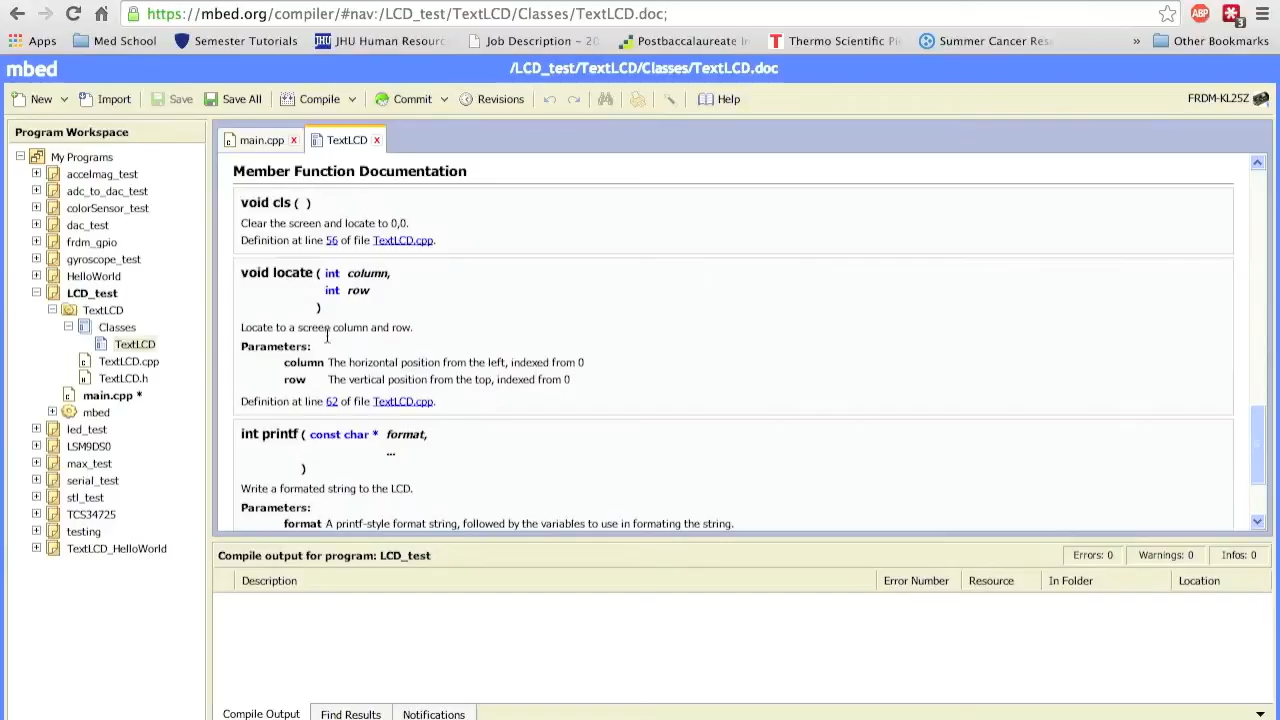 https://mbed.org/compiler/#nav:/LCD_test/TextLCD/Classes/TextLCD.doc;
ABP
3
Apps
Med School
Semester Tutorials
JHU Human Resour
Job Description – 20
Postbaccalaureate In
Thermo Scientific Pi
Summer Cancer Res
»
Other Bookmarks
mbed
/LCD_test/TextLCD/Classes/TextLCD.doc
New
Import
Save
Save All
Compile
Commit
Revisions
Help
FRDM-KL25Z
Program Workspace
My Programs
accelmag_test
adc_to_dac_test
colorSensor_test
dac_test
frdm_gpio
gyroscope_test
HelloWorld
LCD_test
TextLCD
Classes
TextLCD
TextLCD.cpp
TextLCD.h
main.cpp *
mbed
led_test
LSM9DS0
max_test
serial_test
stl_test
TCS34725
testing
TextLCD_HelloWorld
main.cpp x
TextLCD x
Member Function Documentation
void cls ( )
Clear the screen and locate to 0,0.
Definition at line 56 of file TextLCD.cpp.
void locate ( int column,
int row
)
Locate to a screen column and row.
Parameters:
column The horizontal position from the left, indexed from 0
row The vertical position from the top, indexed from 0
Definition at line 62 of file TextLCD.cpp.
int printf ( const char * format,
...
)
Write a formated string to the LCD.
Parameters:
format A printf-style format string, followed by the variables to use in formating the string.
Compile output for program: LCD_test
Errors: 0
Warnings: 0
Infos: 0
Description
Error Number
Resource
In Folder
Location
Compile Output
Find Results
Notifications